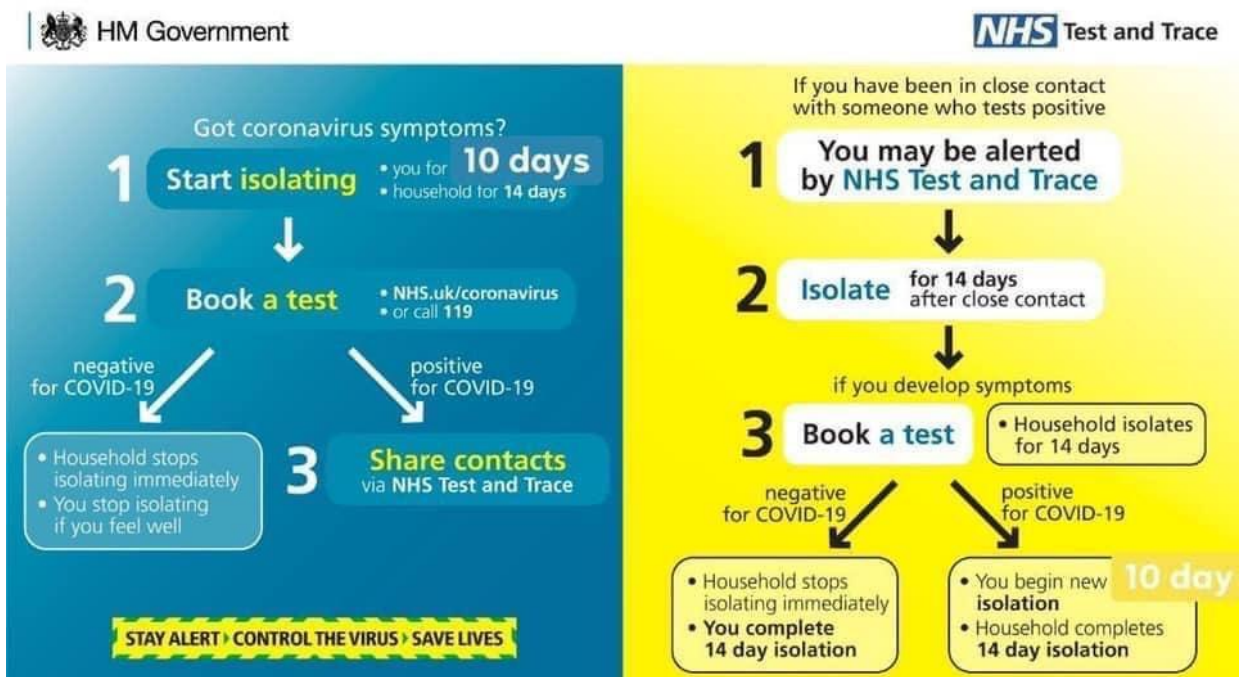 HM Government
NHS Test and Trace
Got coronavirus symptoms?
1
Start isolating
• you for 10 days
• household for 14 days
2
Book a test
• NHS.uk/coronavirus
• or call 119
negative
for COVID-19
positive
for COVID-19
• Household stops
isolating immediately
• You stop isolating
if you feel well
3
Share contacts
via NHS Test and Trace
STAY ALERT CONTROL THE VIRUS SAVE LIVES
If you have been in close contact
with someone who tests positive
1
You may be alerted
by NHS Test and Trace
2
Isolate
for 14 days
after close contact
if you develop symptoms
3
Book a test
• Household isolates
for 14 days
negative
for COVID-19
positive
for COVID-19
• Household stops
isolating immediately
• You complete
14 day isolation
• You begin new 10 day
isolation
• Household completes
14 day isolation